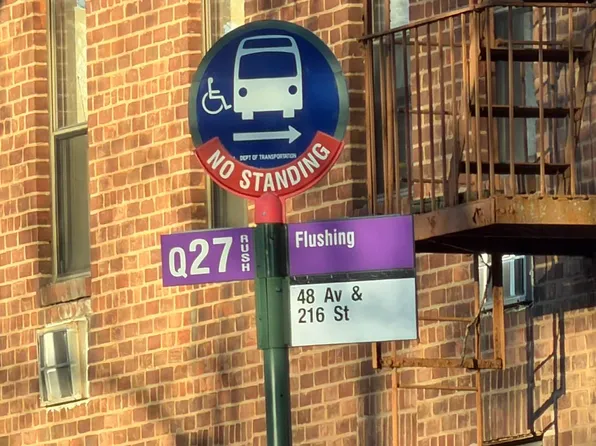 DEPT OF TRANSPORTATION
NO STANDING
Q27 RUSH
Flushing
48 Av &
216 St